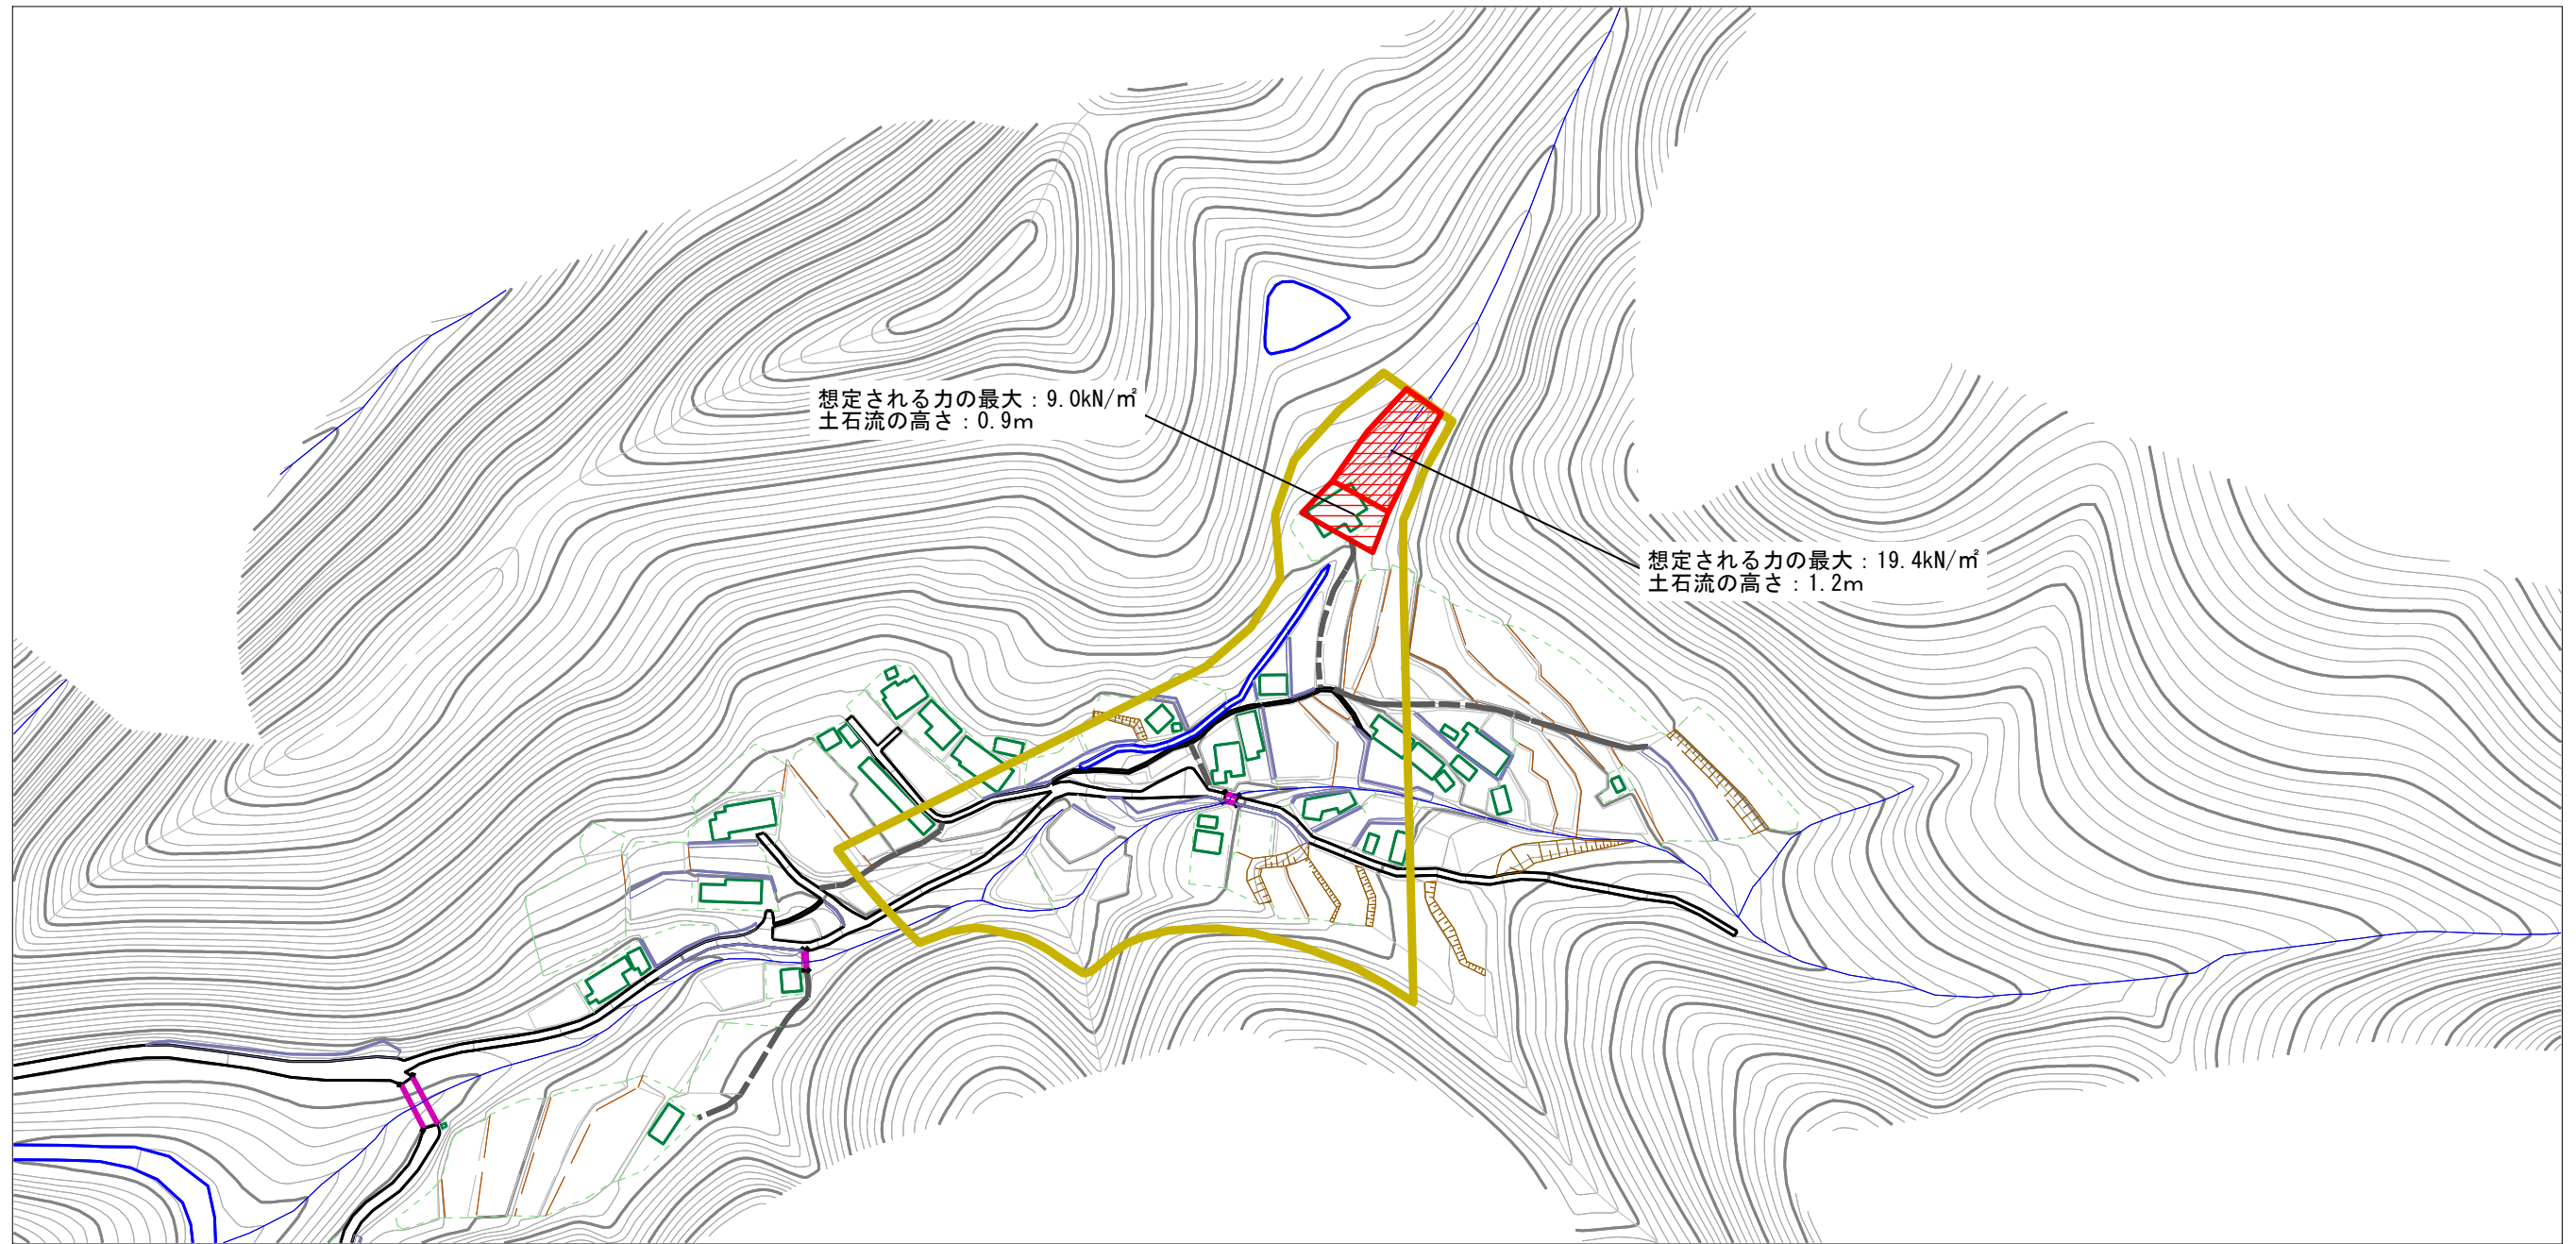 想定される力の最大：9.0kN/㎡
土石流の高さ：0.9m
想定される力の最大：19.4kN/㎡
土石流の高さ：1.2m